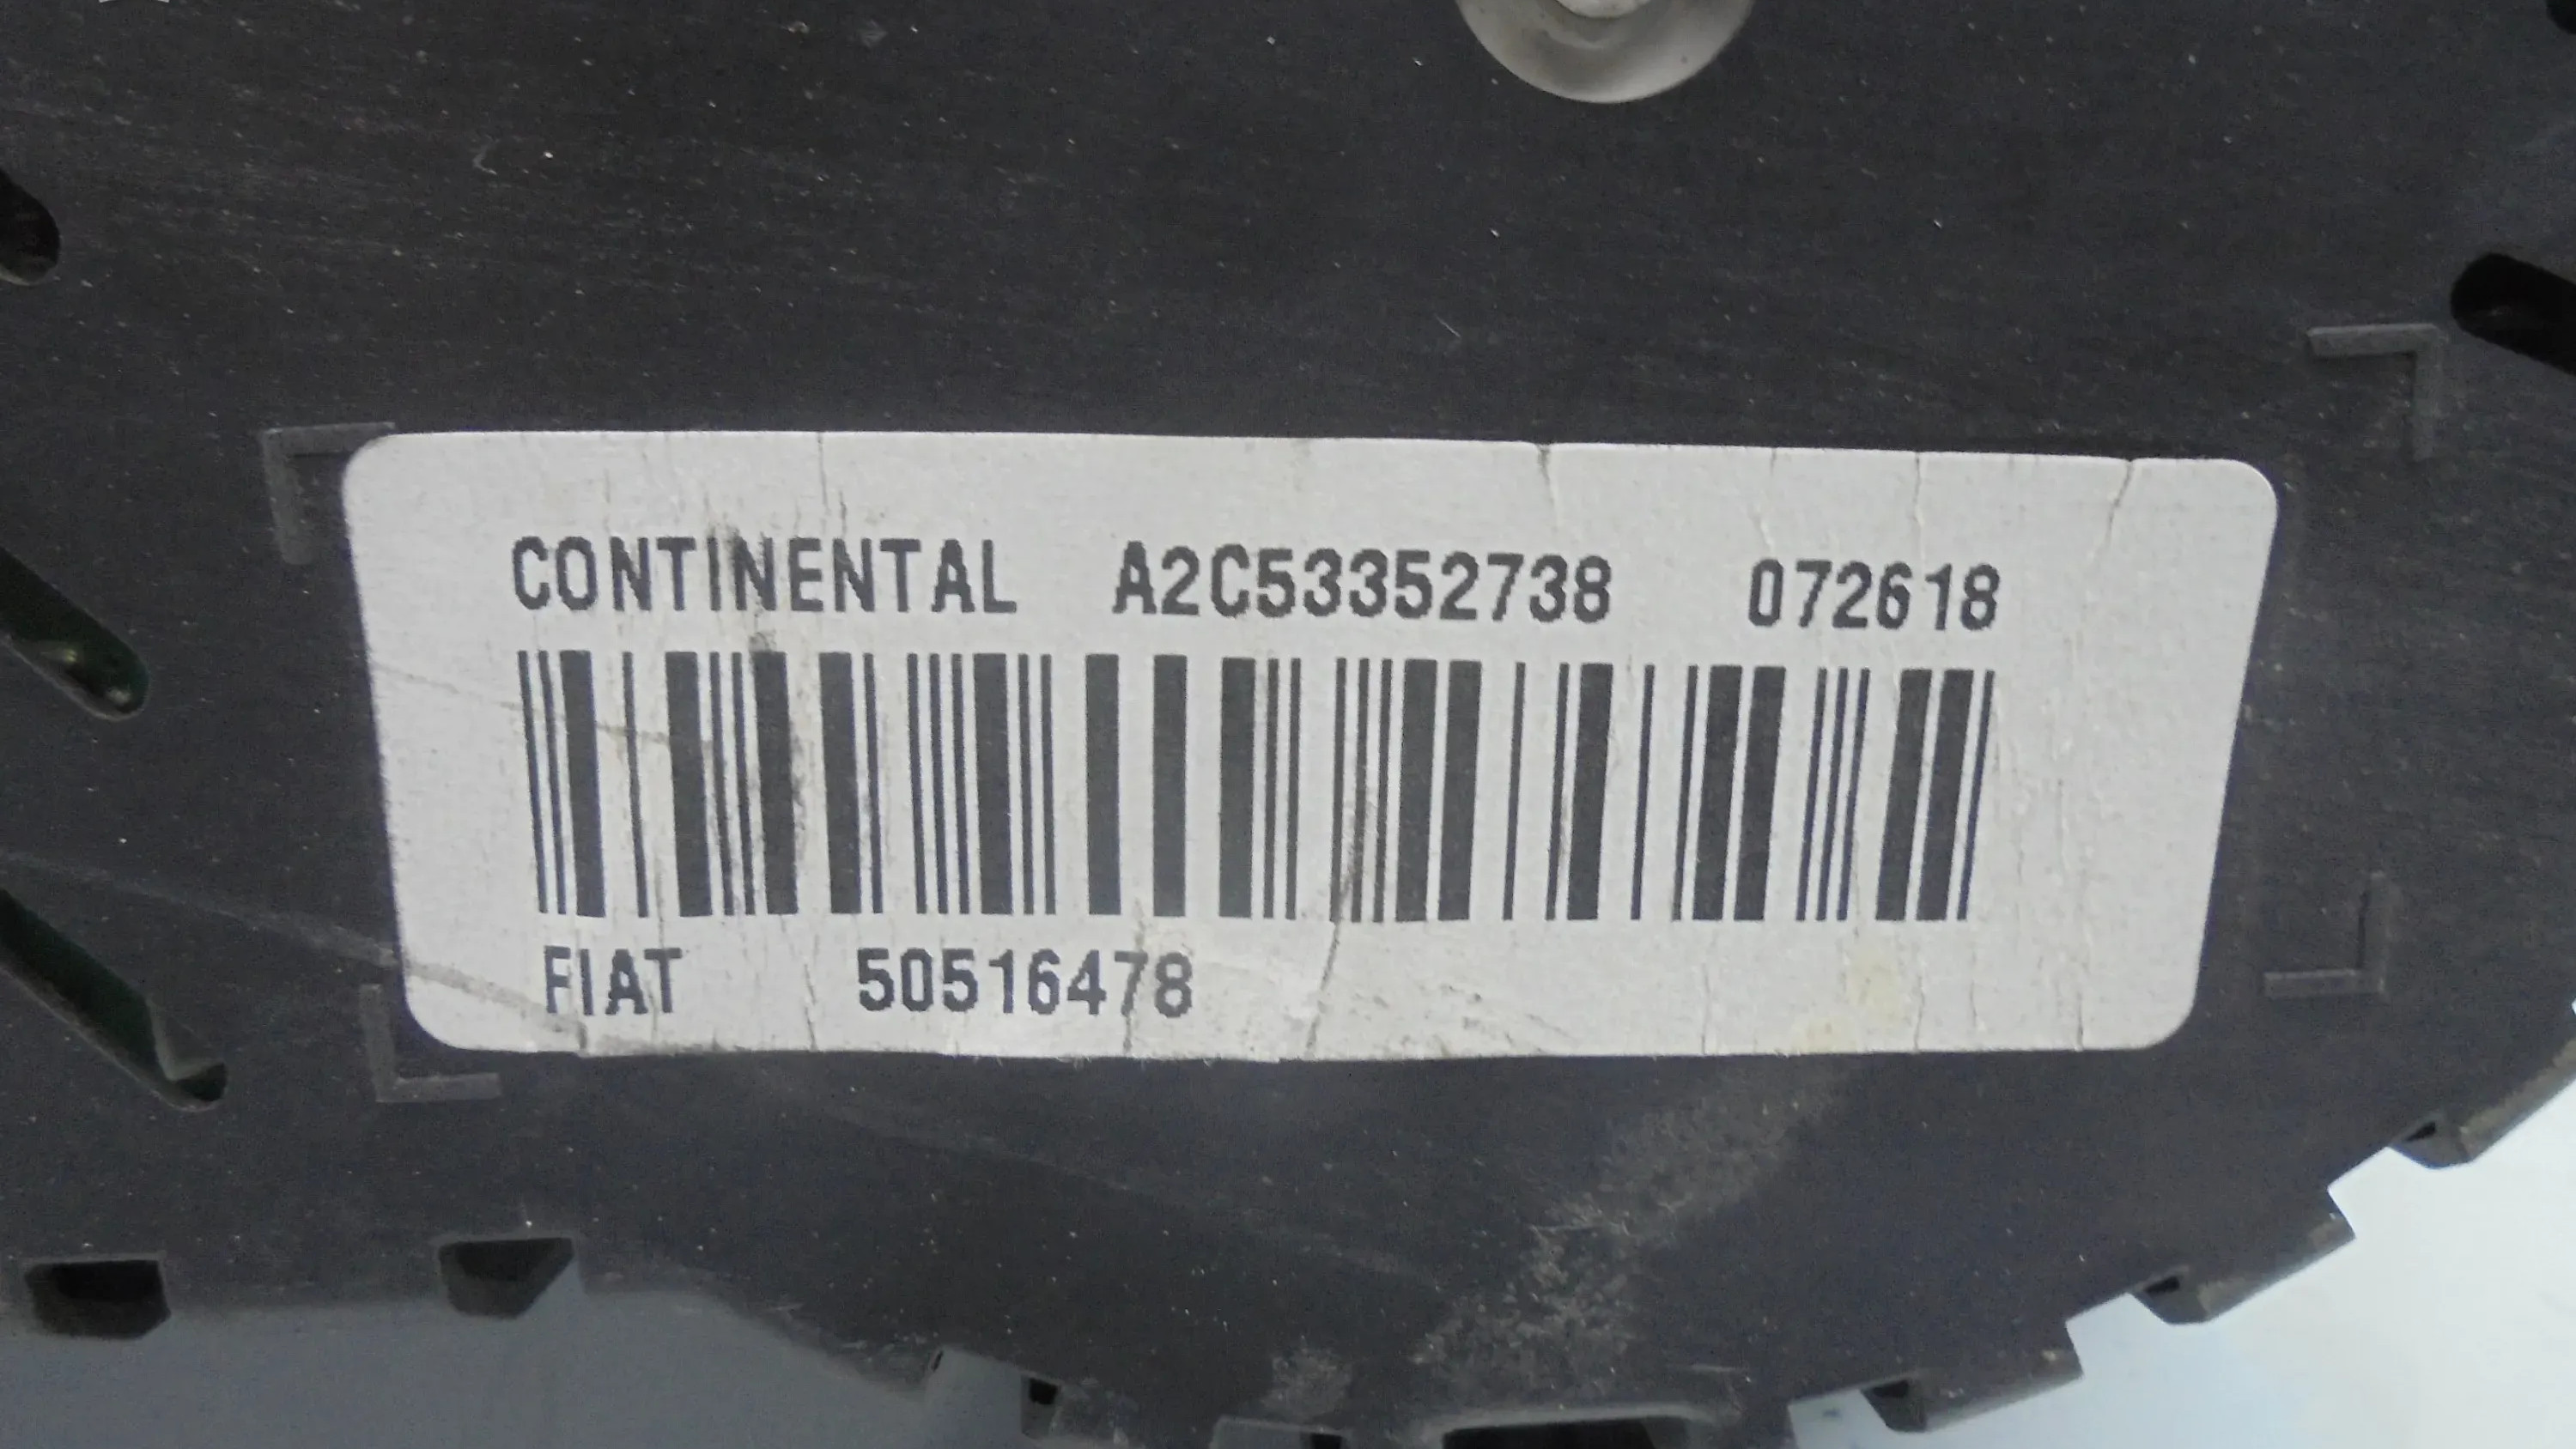 CONTINENTAL A2C53352738 072618
FIAT 50516478